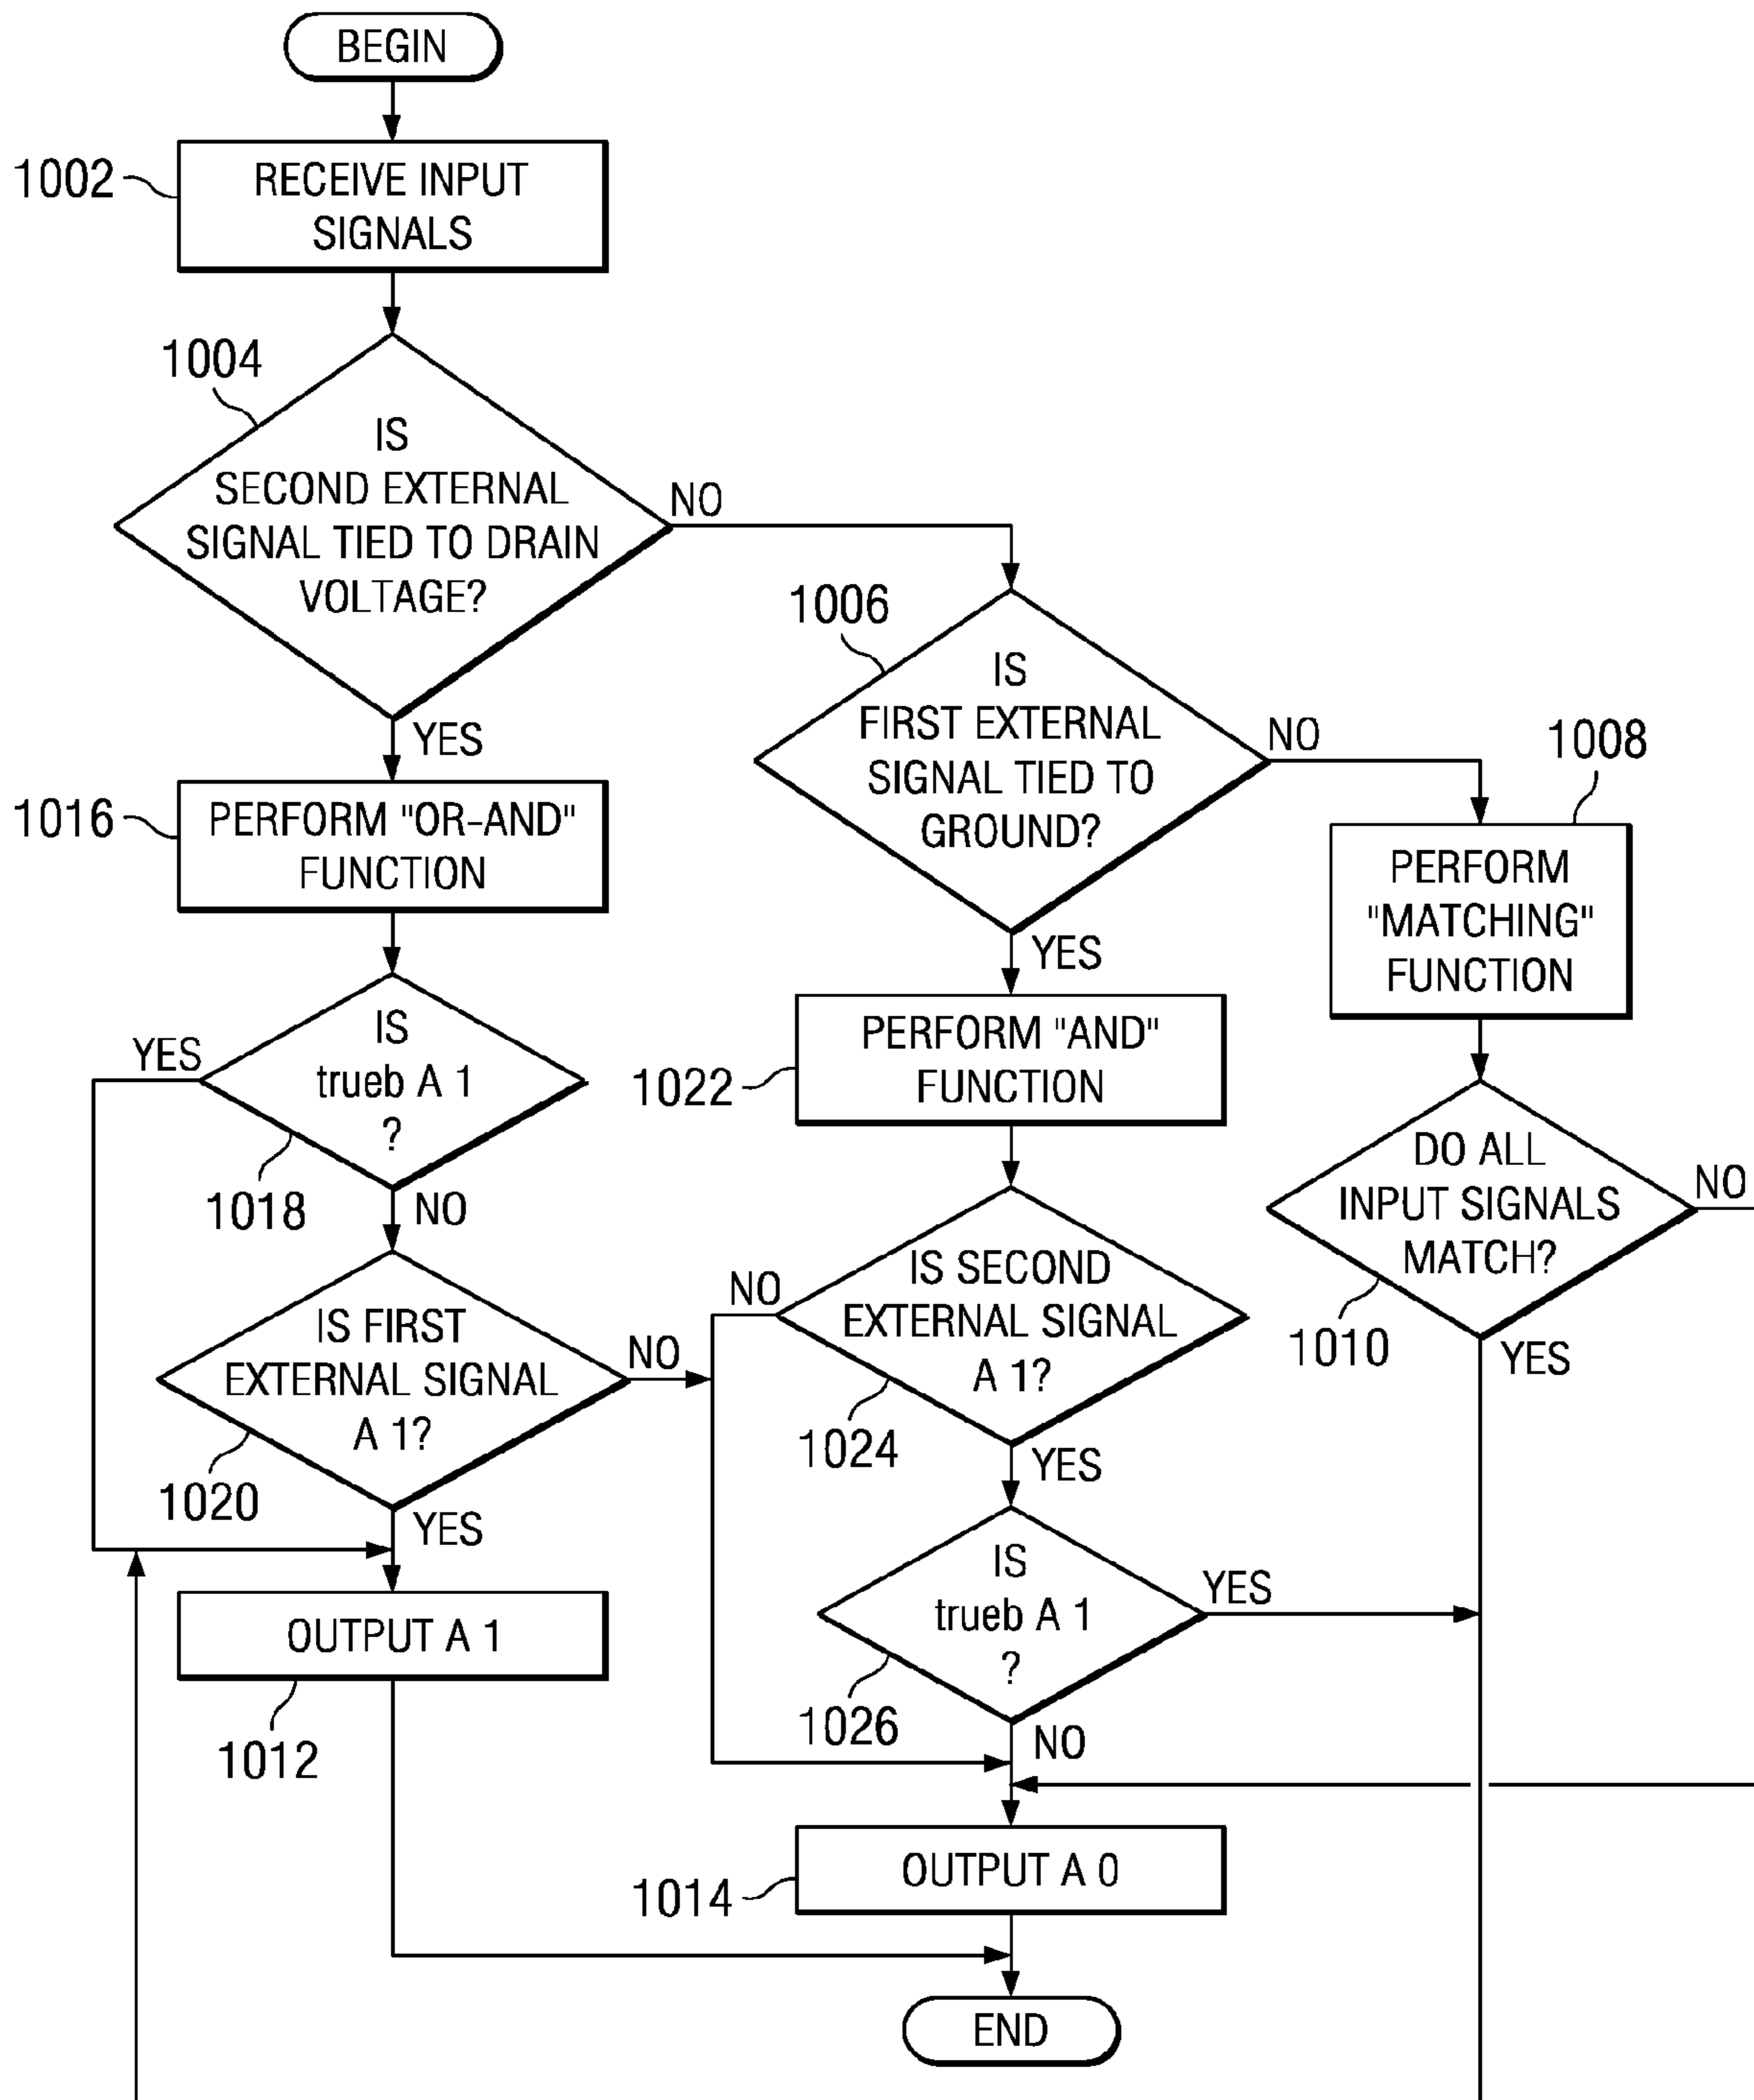 BEGIN
1002
RECEIVE INPUT
SIGNALS
1004
IS
SECOND EXTERNAL
SIGNAL TIED TO DRAIN
VOLTAGE?
NO
YES
1006
IS
FIRST EXTERNAL
SIGNAL TIED TO
GROUND?
NO
YES
1008
PERFORM
"MATCHING"
FUNCTION
1016
PERFORM "OR-AND"
FUNCTION
IS
trueb A 1
?
YES
1018
NO
1022
PERFORM "AND"
FUNCTION
DO ALL
INPUT SIGNALS
MATCH?
NO
1010
YES
IS FIRST
EXTERNAL SIGNAL
A 1?
NO
1020
YES
IS SECOND
EXTERNAL SIGNAL
A 1?
NO
1024
YES
IS
trueb A 1
?
YES
1026
NO
OUTPUT A 1
1012
OUTPUT A 0
1014
END